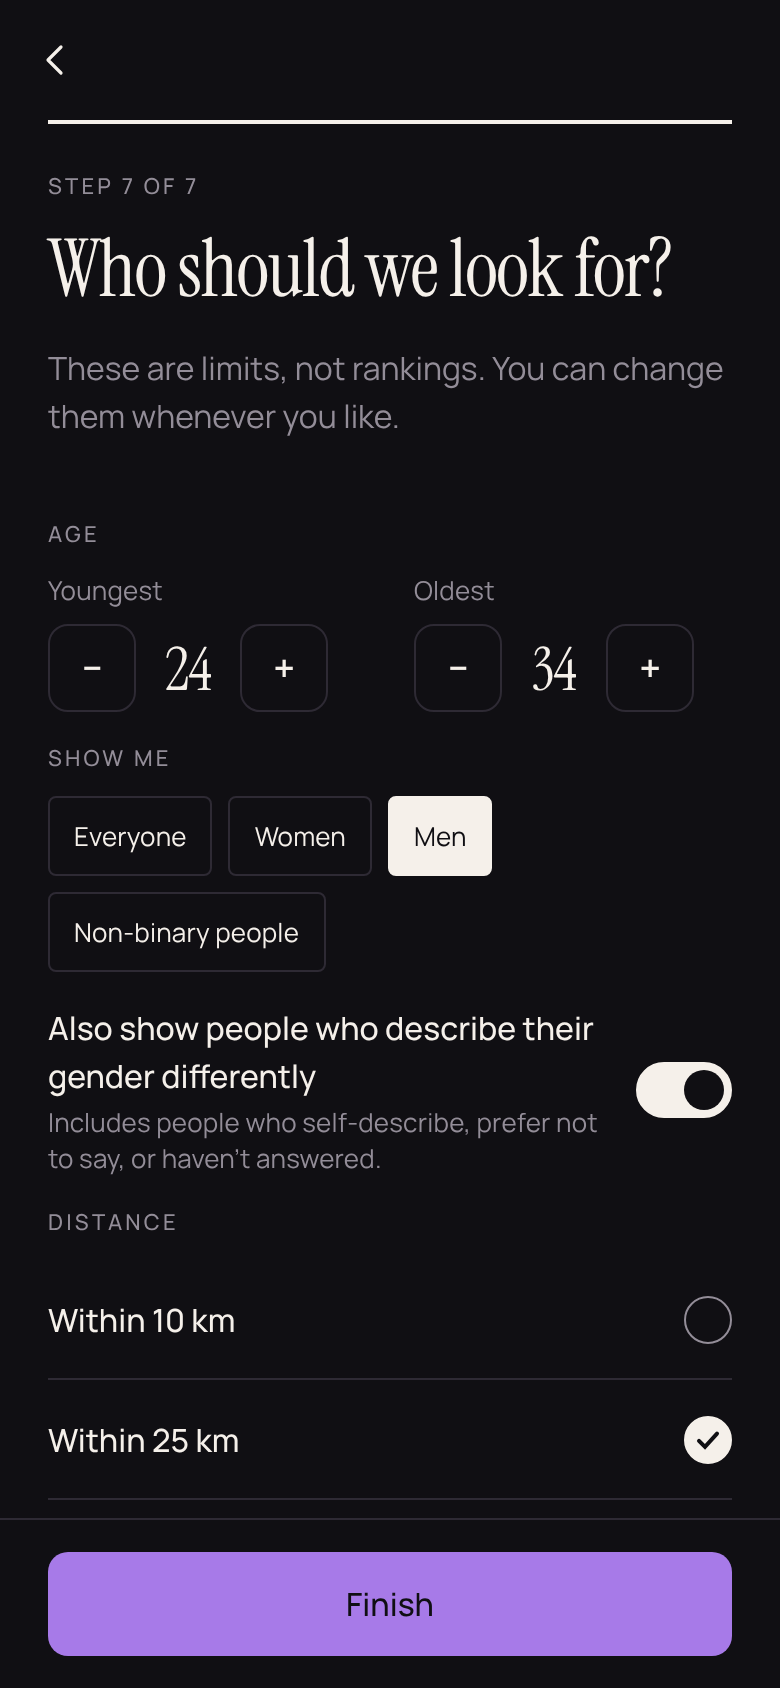 STEP 7 OF 7
Who should we look for?
These are limits, not rankings. You can change
them whenever you like.
AGE
Youngest
Oldest
− 24 +
− 34 +
SHOW ME
Everyone
Women
Men
Non-binary people
Also show people who describe their
gender differently
Includes people who self-describe, prefer not
to say, or haven’t answered.
DISTANCE
Within 10 km
Within 25 km
Finish